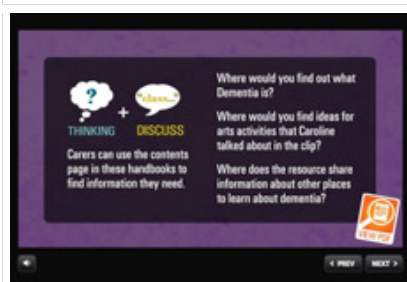 ?
+
"class..."
THINKING
DISCUSS
Carers can use the contents
page in these handbooks to
find information they need.
Where would you find out what
Dementia is?
Where would you find ideas for
arts activities that Caroline
talked about in the clip?
Where does the resource share
information about other places
to learn about dementia?
VIEW PDF
< PREV
NEXT >